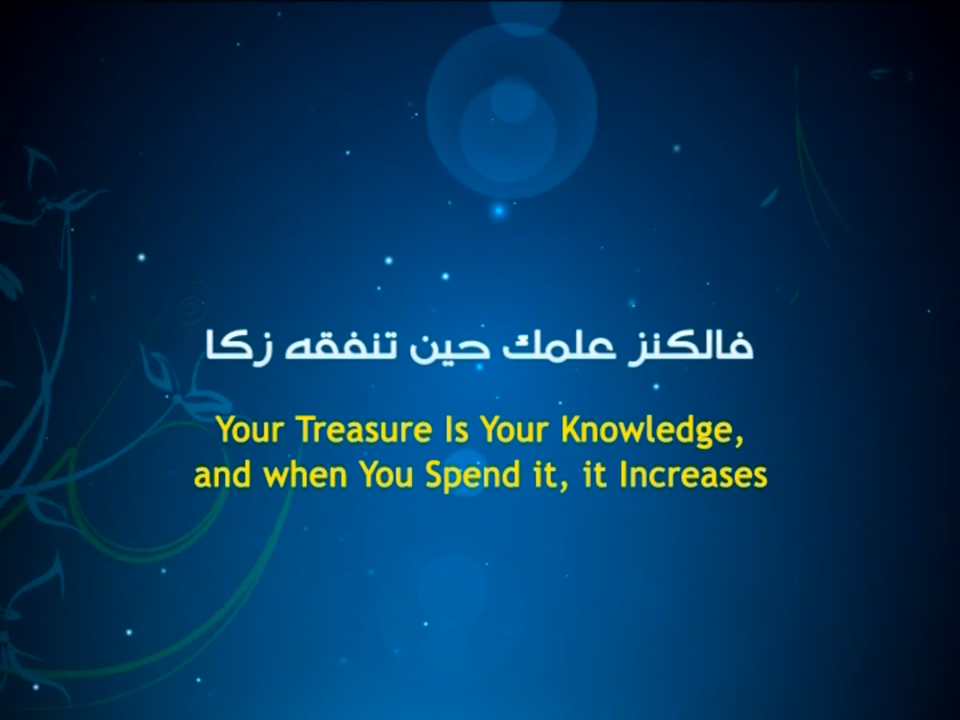 فالكنز علمك حين تنفقه زكا
Your Treasure Is Your Knowledge,
and when You Spend it, it Increases